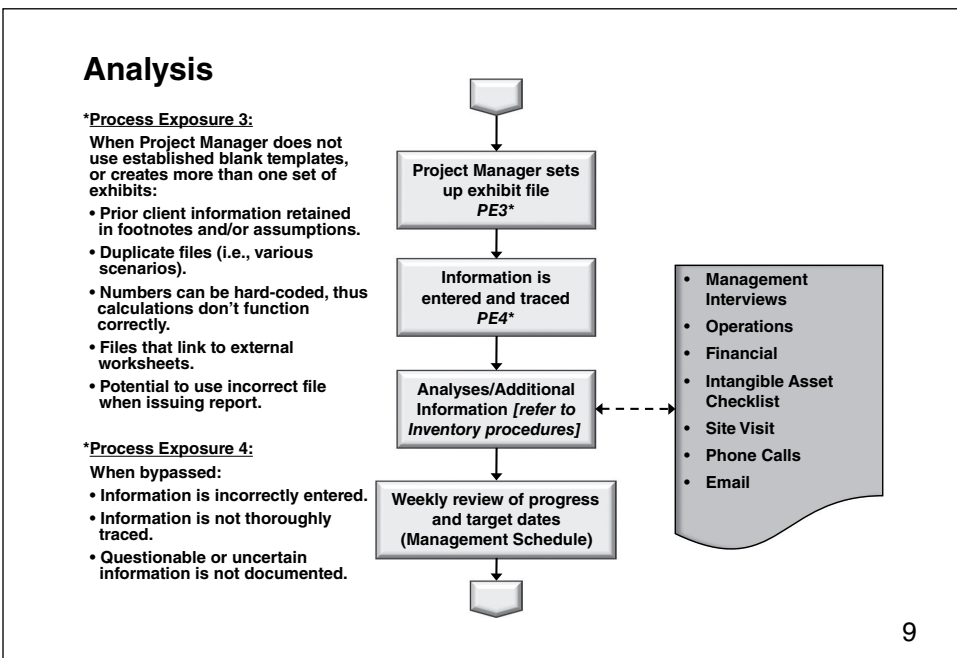 Analysis
*Process Exposure 3:
When Project Manager does not
use established blank templates,
or creates more than one set of
exhibits:
• Prior client information retained
in footnotes and/or assumptions.
• Duplicate files (i.e., various
scenarios).
• Numbers can be hard-coded, thus
calculations don’t function
correctly.
• Files that link to external
worksheets.
• Potential to use incorrect file
when issuing report.
*Process Exposure 4:
When bypassed:
• Information is incorrectly entered.
• Information is not thoroughly
traced.
• Questionable or uncertain
information is not documented.
Project Manager sets
up exhibit file
PE3*
Information is
entered and traced
PE4*
Analyses/Additional
Information [refer to
Inventory procedures]
Weekly review of progress
and target dates
(Management Schedule)
• Management
Interviews
• Operations
• Financial
• Intangible Asset
Checklist
• Site Visit
• Phone Calls
• Email
9